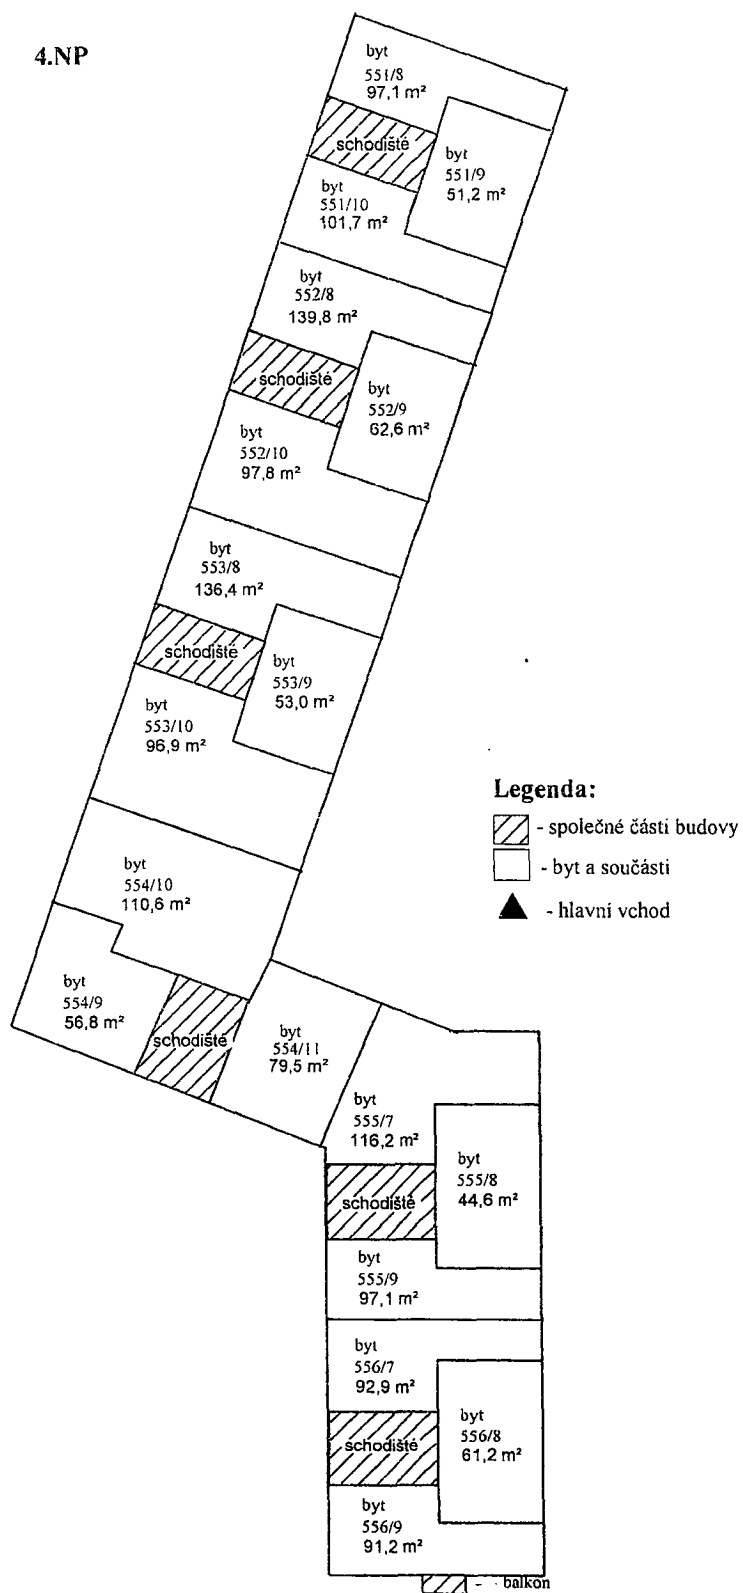 4.NP
byt
551/8
97,1 m²
schodiště
byt
551/9
51,2 m²
byt
551/10
101,7 m²
byt
552/8
139,8 m²
schodiště
byt
552/9
62,6 m²
byt
552/10
97,8 m²
byt
553/8
136,4 m²
schodiště
byt
553/9
53,0 m²
byt
553/10
96,9 m²
Legenda:
- společné části budovy
- byt a součásti
- hlavní vchod
byt
554/10
110,6 m²
byt
554/9
56,8 m²
schodiště
byt
554/11
79,5 m²
byt
555/7
116,2 m²
byt
555/8
44,6 m²
schodiště
byt
555/9
97,1 m²
byt
556/7
92,9 m²
byt
556/8
61,2 m²
schodiště
byt
556/9
91,2 m²
- balkon